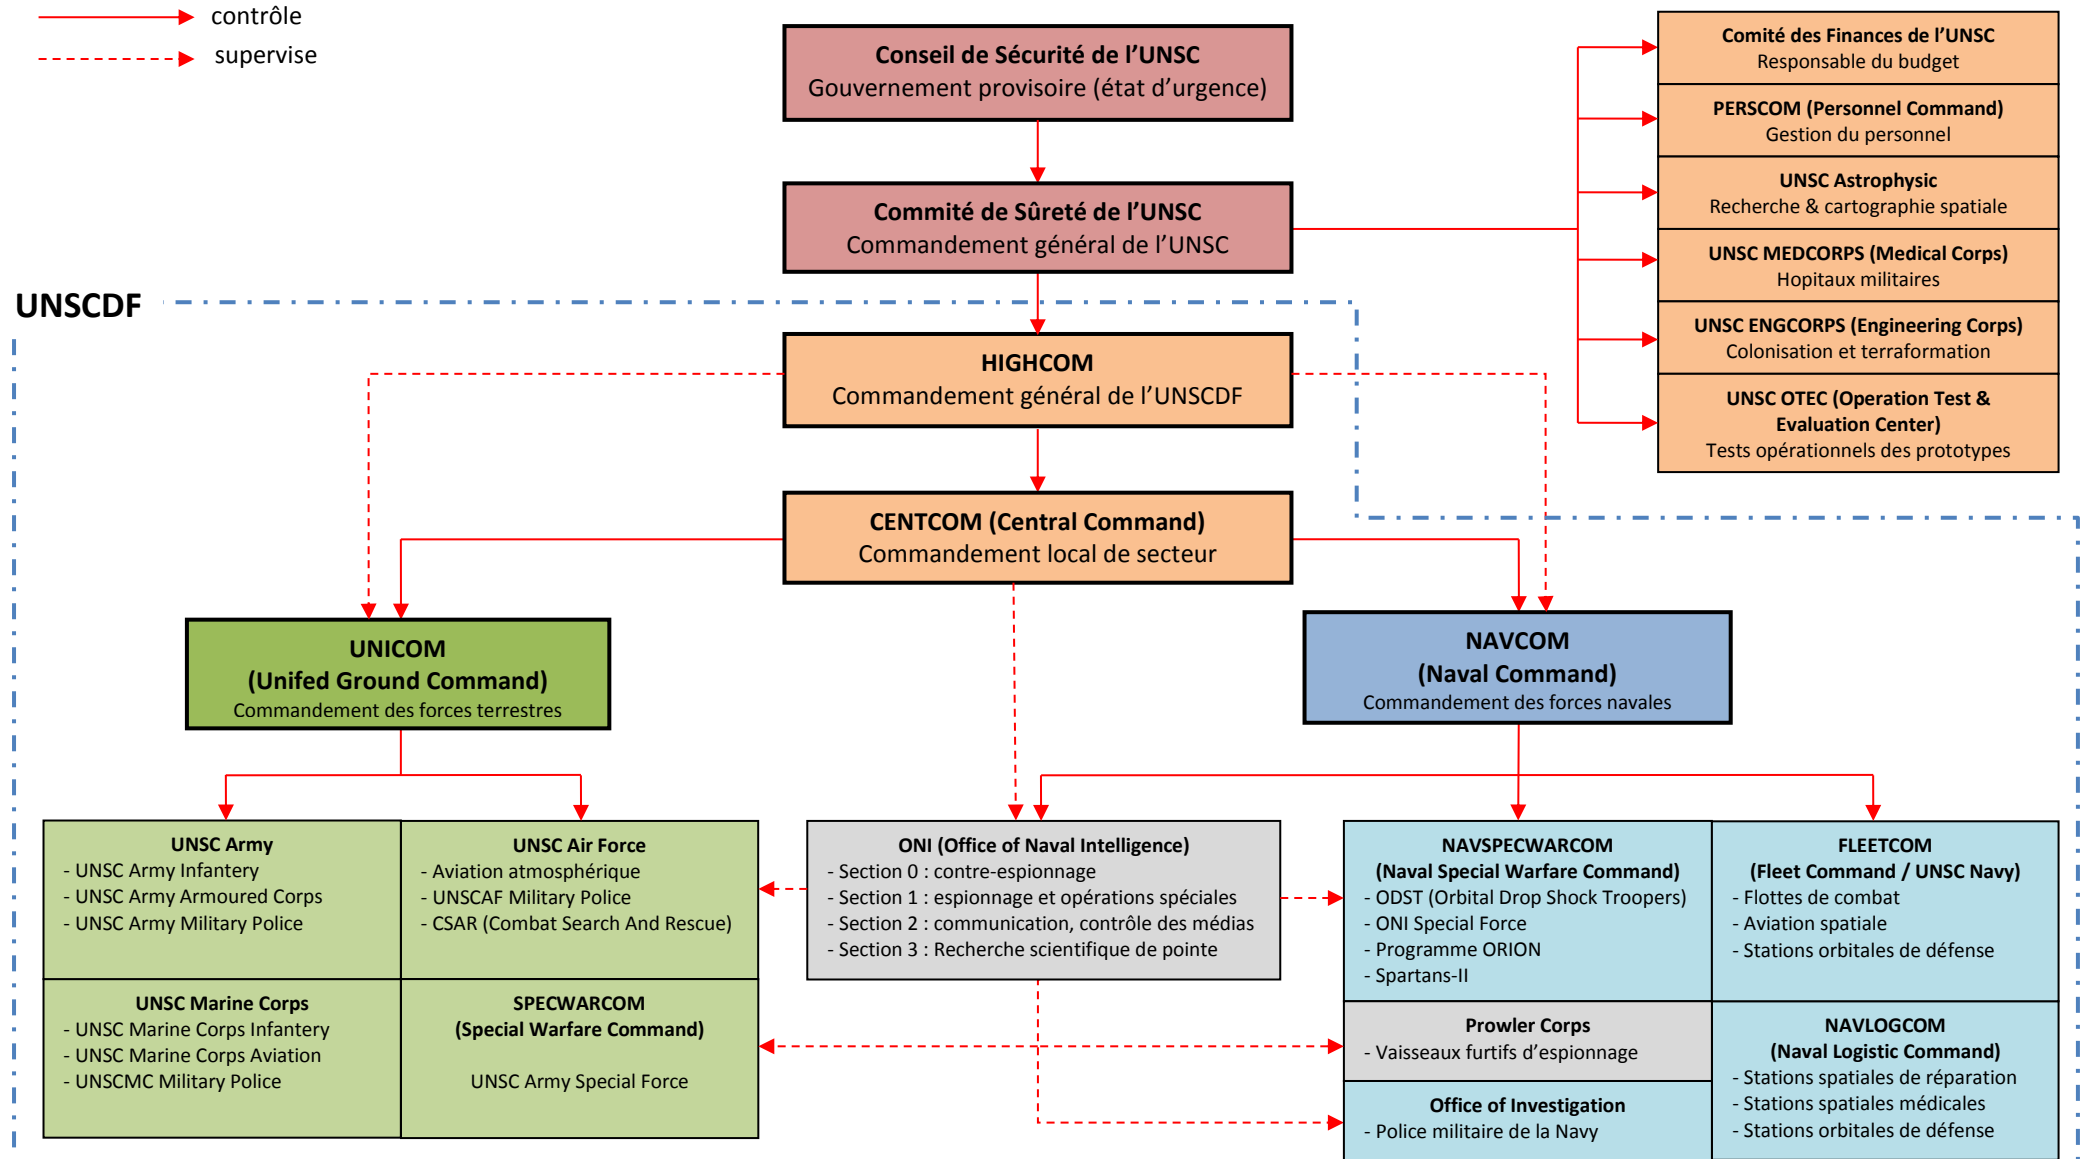 contrôle
supervise
Conseil de Sécurité de l’UNSC
Gouvernement provisoire (état d’urgence)
Commité de Sûreté de l’UNSC
Commandement général de l’UNSC
Comité des Finances de l’UNSC
Responsable du budget
PERSCOM (Personnel Command)
Gestion du personnel
UNSC Astrophysic
Recherche & cartographie spatiale
UNSC MEDCORPS (Medical Corps)
Hopitaux militaires
UNSC ENGCORPS (Engineering Corps)
Colonisation et terraformation
UNSC OTEC (Operation Test &
Evaluation Center)
Tests opérationnels des prototypes
UNSCDF
HIGHCOM
Commandement général de l’UNSCDF
CENTCOM (Central Command)
Commandement local de secteur
UNICOM
(Unifed Ground Command)
Commandement des forces terrestres
NAVCOM
(Naval Command)
Commandement des forces navales
UNSC Army
- UNSC Army Infantery
- UNSC Army Armoured Corps
- UNSC Army Military Police
UNSC Air Force
- Aviation atmosphérique
- UNSCAF Military Police
- CSAR (Combat Search And Rescue)
UNSC Marine Corps
- UNSC Marine Corps Infantery
- UNSC Marine Corps Aviation
- UNSCMC Military Police
SPECWARCOM
(Special Warfare Command)
UNSC Army Special Force
ONI (Office of Naval Intelligence)
- Section 0 : contre-espionnage
- Section 1 : espionnage et opérations spéciales
- Section 2 : communication, contrôle des médias
- Section 3 : Recherche scientifique de pointe
NAVSPECWARCOM
(Naval Special Warfare Command)
- ODST (Orbital Drop Shock Troopers)
- ONI Special Force
- Programme ORION
- Spartans-II
FLEETCOM
(Fleet Command / UNSC Navy)
- Flottes de combat
- Aviation spatiale
- Stations orbitales de défense
Prowler Corps
- Vaisseaux furtifs d’espionnage
Office of Investigation
- Police militaire de la Navy
NAVLOGCOM
(Naval Logistic Command)
- Stations spatiales de réparation
- Stations spatiales médicales
- Stations orbitales de défense